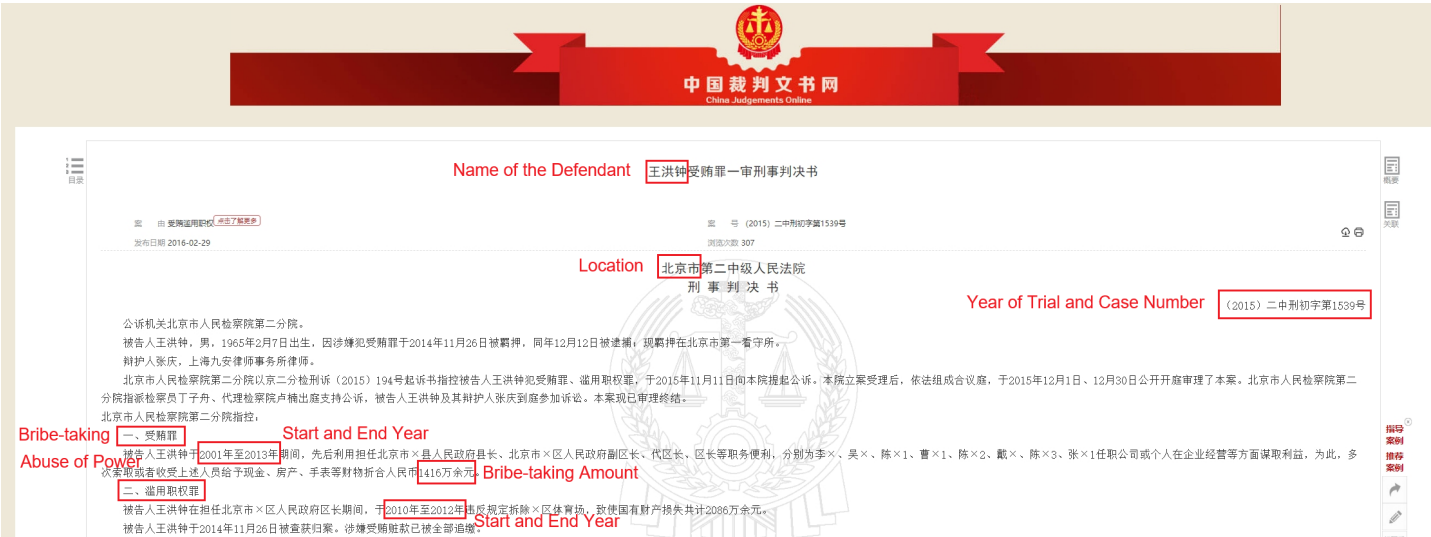 中国裁判文书网
China Judgements Online
目录
概要
关联
Name of the Defendant 王洪钟受贿罪一审刑事判决书
案 由 受贿滥用职权 点击了解更多 案 号 (2015)二中刑初字第1539号
发布日期 2016-02-29 浏览次数 307
Location 北京市第二中级人民法院
刑 事 判 决 书
Year of Trial and Case Number (2015)二中刑初字第1539号
公诉机关北京市人民检察院第二分院。
被告人王洪钟,男,1965年2月7日出生,因涉嫌犯受贿罪于2014年11月26日被羁押,同年12月12日被逮捕;现羁押在北京市第一看守所。
辩护人张庆,上海九安律师事务所律师。
北京市人民检察院第二分院以京二分检刑诉(2015)194号起诉书指控被告人王洪钟犯受贿罪、滥用职权罪,于2015年11月11日向本院提起公诉。本院立案受理后,依法组成合议庭,于2015年12月1日、12月30日公开开庭审理了本案。北京市人民检察院第二
分院指派检察员丁子舟、代理检察院卢楠出庭支持公诉,被告人王洪钟及其辩护人张庆到庭参加诉讼。本案现已审理终结。
北京市人民检察院第二分院指控:
Bribe-taking 一、受贿罪 Start and End Year
被告人王洪钟于2001年至2013年期间,先后利用担任北京市×县人民政府县长、北京市×区人民政府副区长、代区长、区长等职务便利,分别为李×、吴×、陈×1、曹×1、陈×2、戴×、陈×3、张×1任职公司或个人在企业经营等方面谋取利益,为此,多
Abuse of Power
次索取或者收受上述人员给予现金、房产、手表等财物折合人民币1416万余元。 Bribe-taking Amount
二、滥用职权罪
被告人王洪钟在担任北京市×区人民政府区长期间,于2010年至2012年违反规定拆除×区体育场,致使国有财产损失共计2086万余元。
Start and End Year
被告人王洪钟于2014年11月26日被查获归案。涉嫌受贿赃款已被全部追缴。
指导
案例
推荐
案例